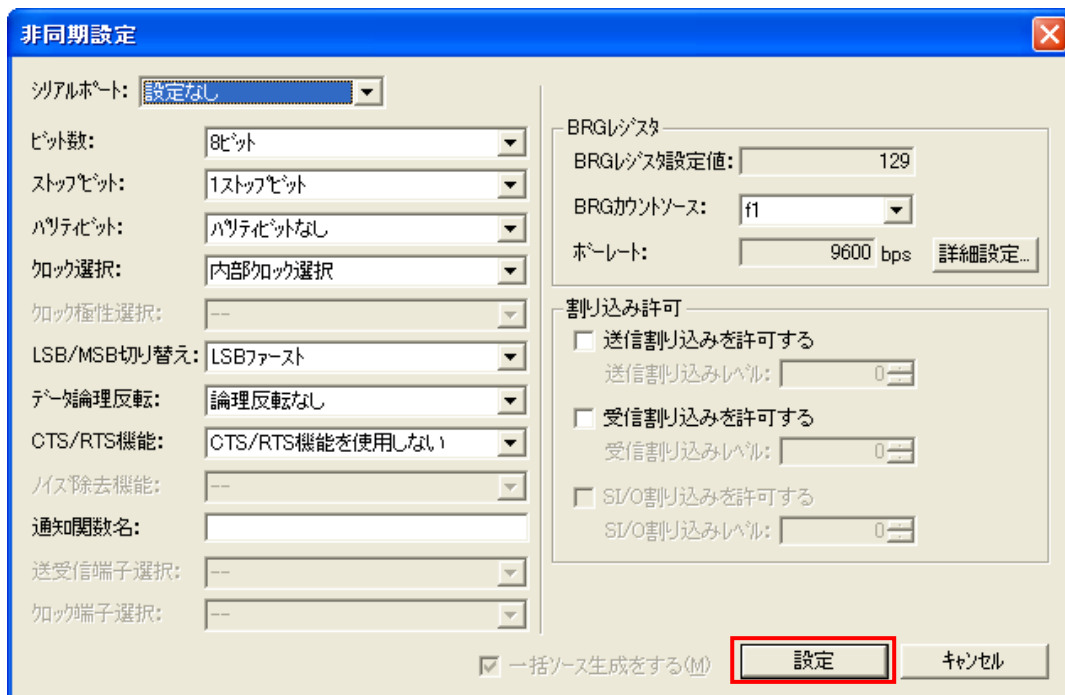 非同期設定
シリアルポート: 設定なし
ビット数: 8ビット
ストップビット: 1ストップビット
パリティビット: パリティビットなし
クロック選択: 内部クロック選択
クロック極性選択: --
LSB/MSB切り替え: LSBファースト
データ論理反転: 論理反転なし
CTS/RTS機能: CTS/RTS機能を使用しない
ノイズ除去機能: --
通知関数名:
送受信端子選択: --
クロック端子選択: --
BRGレジスタ
BRGレジスタ設定値: 129
BRGカウントソース: f1
ボーレート: 9600 bps 詳細設定...
割り込み許可
送信割り込みを許可する
送信割り込みレベル: 0
受信割り込みを許可する
受信割り込みレベル: 0
SI/O割り込みを許可する
SI/O割り込みレベル: 0
一括ソース生成をする(M) 設定 キャンセル